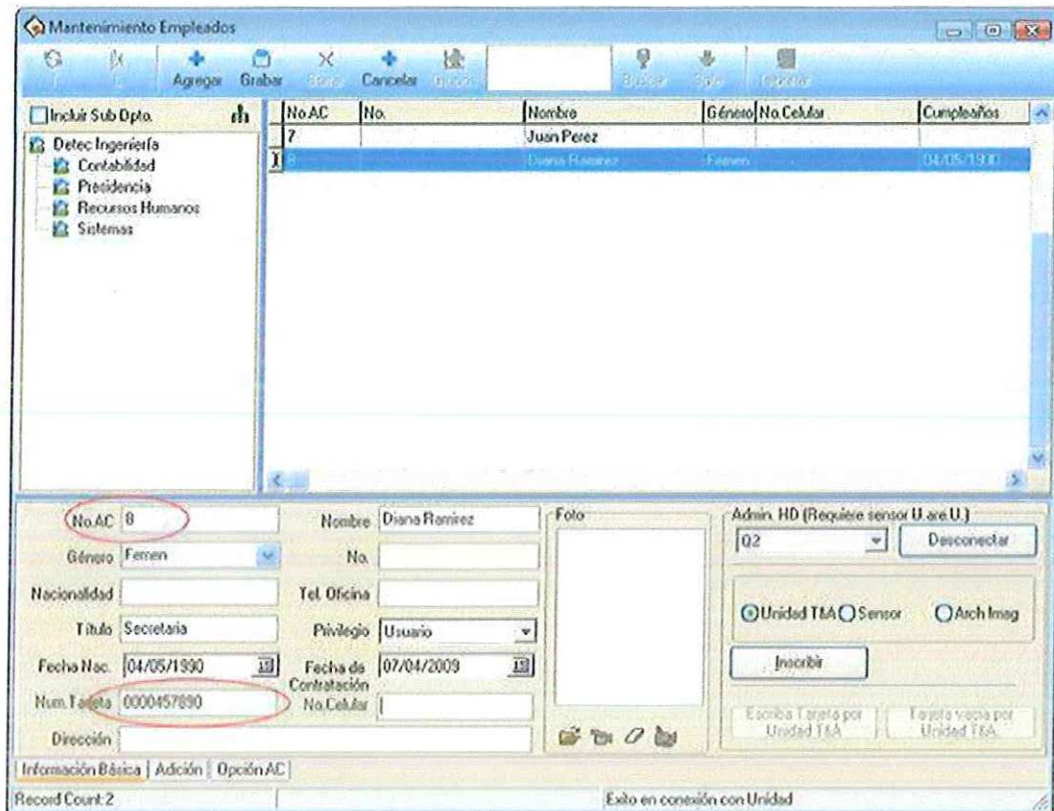 Mantenimiento Empleados
Agregar Grabar Cancelar
Incluir Sub Dpto.
Detec Ingeniería
Contabilidad
Presidencia
Recursos Humanos
Sistemas
No.AC No. Nombre Género No.Celular Cumpleaños
7 Juan Perez
8 Diana Ramirez Femen 04/05/1990
No.AC 8 Nombre Diana Ramirez
Género Femen No.
Nacionalidad Tel. Oficina
Título Secretaria Privilegio Usuario
Fecha Nac. 04/05/1990 Fecha de Contratación 07/04/2009
Num.Tarjeta 0000457890 No.Celular
Dirección
Foto
Admin. HD (Requiere sensor U.are.U.)
Q2 Desconectar
Unidad T&A Sensor Arch Imag
Inscribir
Escriba Tarjeta por Unidad T&A
Tarjeta vacia por Unidad T&A
Información Básica Adición Opción AC
Record Count:2 Exito en conexión con Unidad